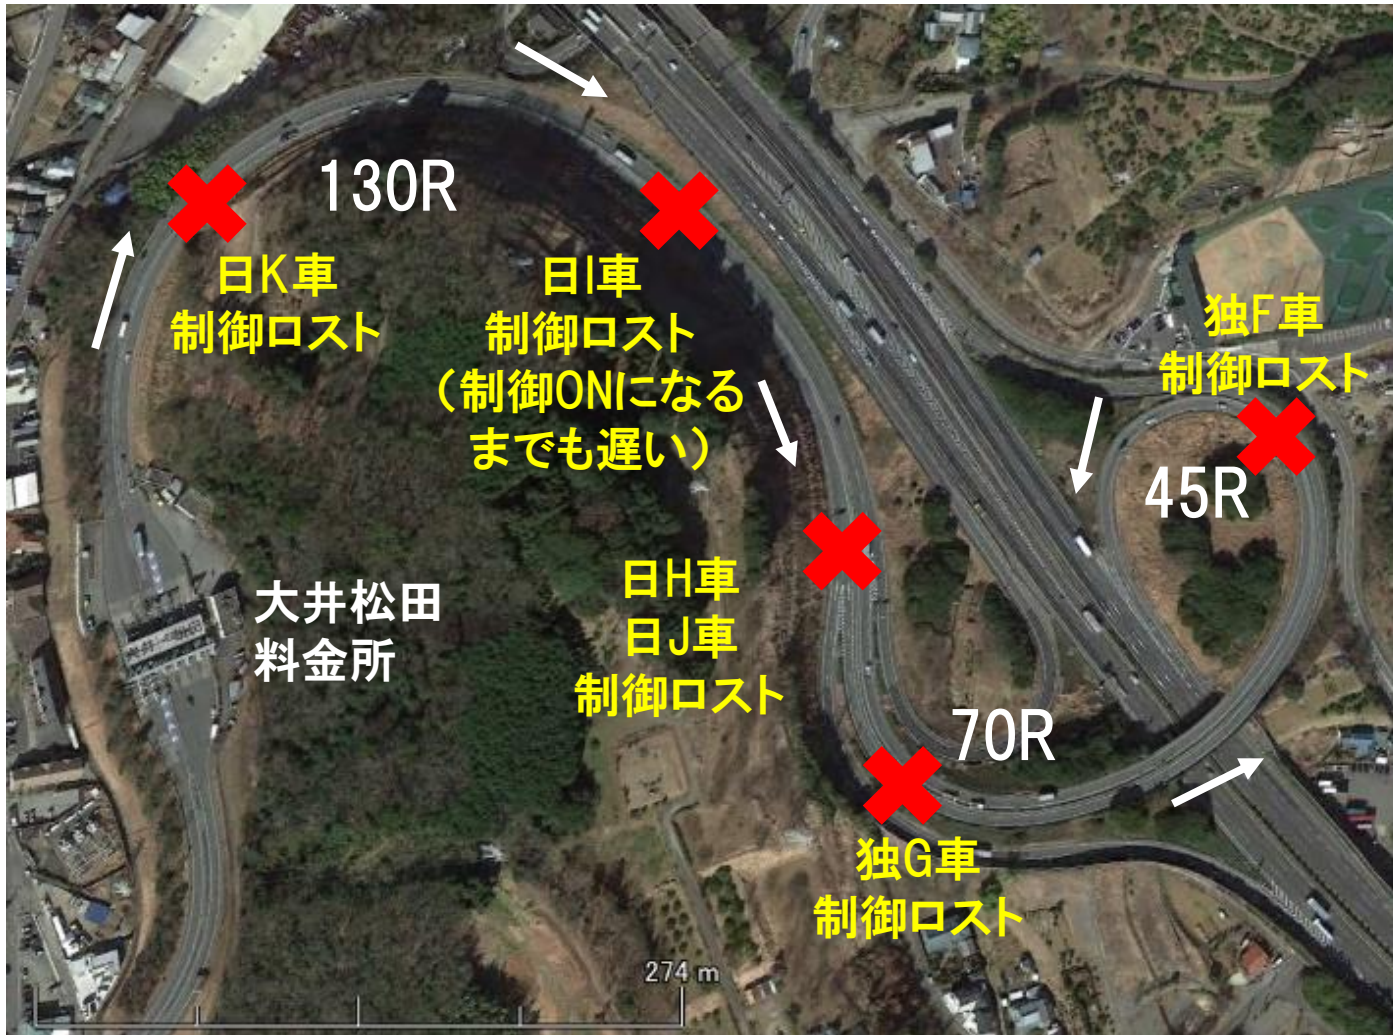 130R
日K車
制御ロスト
日I車
制御ロスト
(制御ONになる
までも遅い)
独F車
制御ロスト
45R
日H車
日J車
制御ロスト
大井松田
料金所
70R
独G車
制御ロスト
274 m